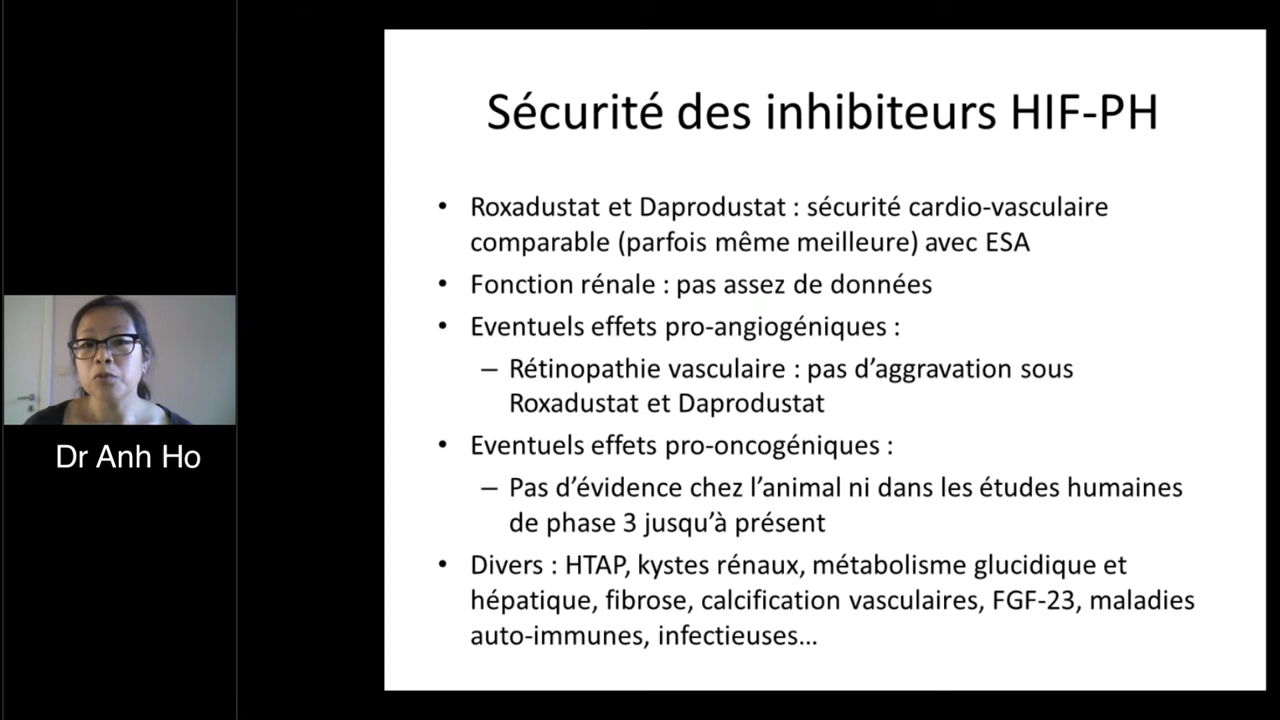 Sécurité des inhibiteurs HIF-PH
• Roxadustat et Daprodustat : sécurité cardio-vasculaire
comparable (parfois même meilleure) avec ESA
• Fonction rénale : pas assez de données
• Eventuels effets pro-angiogéniques :
– Rétinopathie vasculaire : pas d’aggravation sous
Roxadustat et Daprodustat
• Eventuels effets pro-oncogéniques :
– Pas d’évidence chez l’animal ni dans les études humaines
de phase 3 jusqu’à présent
• Divers : HTAP, kystes rénaux, métabolisme glucidique et
hépatique, fibrose, calcification vasculaires, FGF-23, maladies
auto-immunes, infectieuses…
Dr Anh Ho